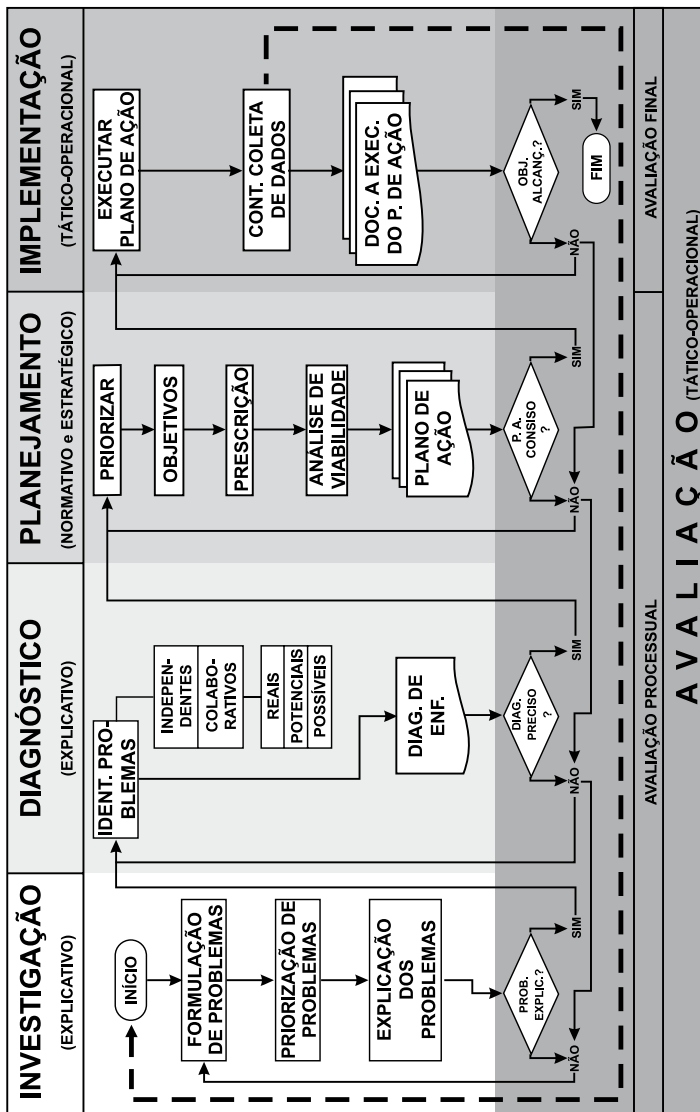 INVESTIGAÇÃO
(EXPLICATIVO)
INÍCIO
FORMULAÇÃO
DE PROBLEMAS
PRIORIZAÇÃO DE
PROBLEMAS
EXPLICAÇÃO
DOS
PROBLEMAS
PROB.
EXPLIC.?
NÃO
SIM
DIAGNÓSTICO
(EXPLICATIVO)
IDENT. PRO-
BLEMAS
INDEPEN-
DENTES
COLABO-
RATIVOS
REAIS
POTENCIAIS
POSSÍVEIS
DIAG. DE
ENF.
DIAG.
PRECISO
?
NÃO
SIM
PLANEJAMENTO
(NORMATIVO e ESTRATÉGICO)
PRIORIZAR
OBJETIVOS
PRESCRIÇÃO
ANÁLISE DE
VIABILIDADE
PLANO DE
AÇÃO
P. A.
CONSISO
?
NÃO
SIM
IMPLEMENTAÇÃO
(TÁTICO-OPERACIONAL)
EXECUTAR
PLANO DE AÇÃO
CONT. COLETA
DE DADOS
DOC. A EXEC.
DO P. DE AÇÃO
OBJ.
ALCANÇ.?
NÃO
SIM
FIM
AVALIAÇÃO PROCESSUAL
AVALIAÇÃO FINAL
AVALIAÇÃO (TÁTICO-OPERACIONAL)